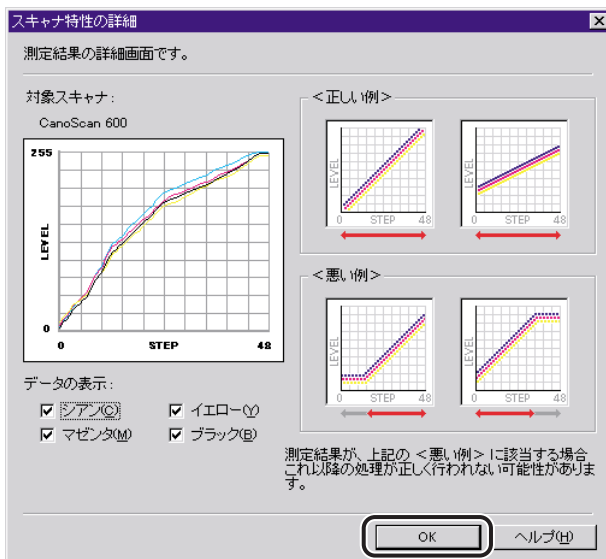 スキャナ特性の詳細
測定結果の詳細画面です。
対象スキャナ：
CanoScan 600
255
LEVEL
0
0 STEP 48
データの表示：
シアン(C) イエロー(Y)
マゼンタ(M) ブラック(B)
＜正しい例＞
LEVEL
0 STEP 48
LEVEL
0 STEP 48
＜悪い例＞
LEVEL
0 STEP 48
LEVEL
0 STEP 48
測定結果が、上記の＜悪い例＞に該当する場合
これ以降の処理が正しく行われない可能性がありま
す。
OK ヘルプ(H)